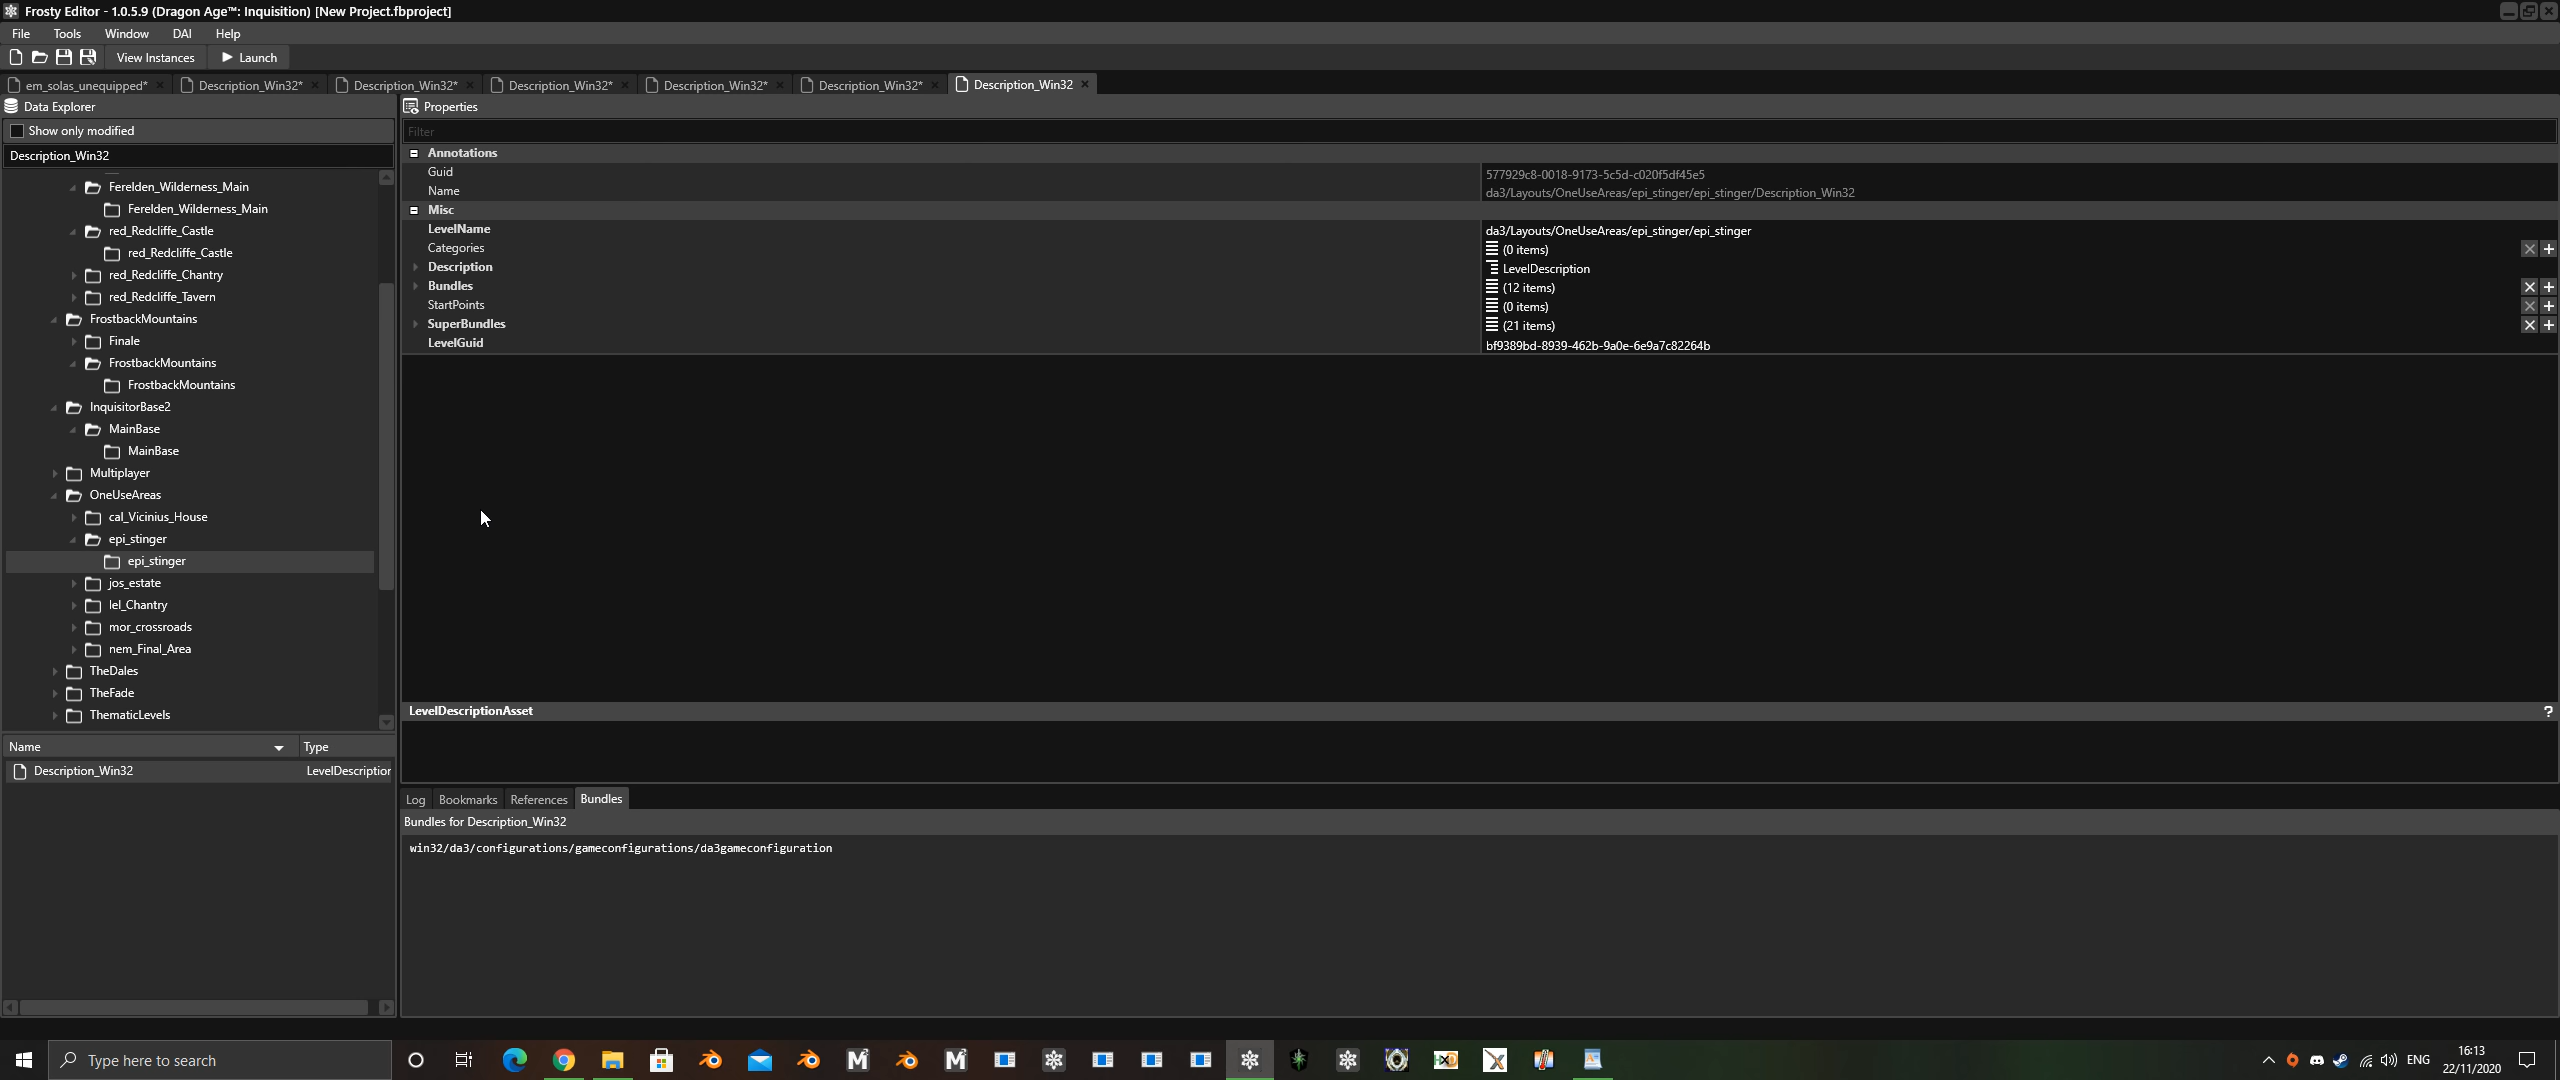 Frosty Editor - 1.0.5.9 (Dragon Age™: Inquisition) [New Project.fbproject]
File Tools Window DAI Help
View Instances Launch
em_solas_unequipped* Description_Win32* Description_Win32* Description_Win32* Description_Win32* Description_Win32* Description_Win32
Data Explorer
Show only modified
Description_Win32
Ferelden_Wilderness_Main
Ferelden_Wilderness_Main
red_Redcliffe_Castle
red_Redcliffe_Castle
red_Redcliffe_Chantry
red_Redcliffe_Tavern
FrostbackMountains
Finale
FrostbackMountains
FrostbackMountains
InquisitorBase2
MainBase
MainBase
Multiplayer
OneUseAreas
cal_Vicinius_House
epi_stinger
epi_stinger
jos_estate
lel_Chantry
mor_crossroads
nem_Final_Area
TheDales
TheFade
ThematicLevels
Name Type
Description_Win32 LevelDescription
Properties
Filter
Annotations
Guid 577929c8-0018-9173-5c5d-c020f5df45e5
Name da3/Layouts/OneUseAreas/epi_stinger/epi_stinger/Description_Win32
Misc
LevelName da3/Layouts/OneUseAreas/epi_stinger/epi_stinger
Categories (0 items)
Description LevelDescription
Bundles (12 items)
StartPoints (0 items)
SuperBundles (21 items)
LevelGuid bf9389bd-8939-462b-9a0e-6e9a7c82264b
LevelDescriptionAsset ?
Log Bookmarks References Bundles
Bundles for Description_Win32
win32/da3/configurations/gameconfigurations/da3gameconfiguration
Type here to search
M M HXD
ENG 16:13
22/11/2020